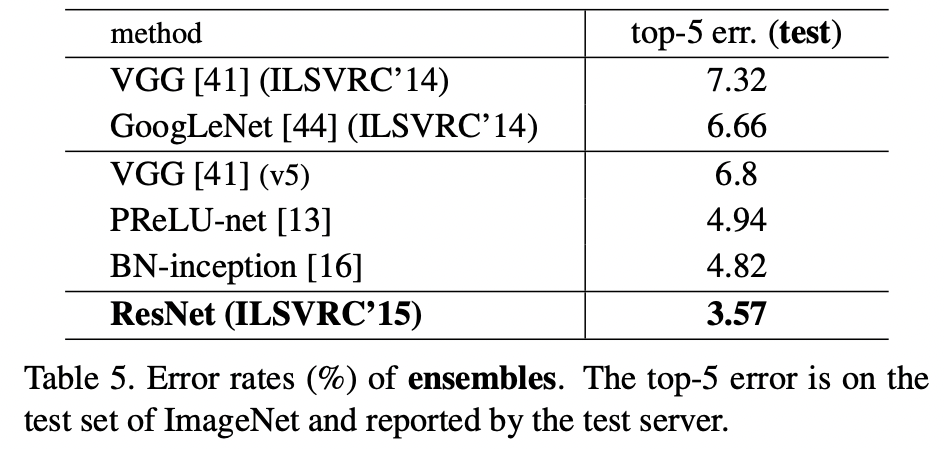 method top-5 err. (test)
VGG [41] (ILSVRC’14) 7.32
GoogLeNet [44] (ILSVRC’14) 6.66
VGG [41] (v5) 6.8
PReLU-net [13] 4.94
BN-inception [16] 4.82
ResNet (ILSVRC’15) 3.57
Table 5. Error rates (%) of ensembles. The top-5 error is on the
test set of ImageNet and reported by the test server.